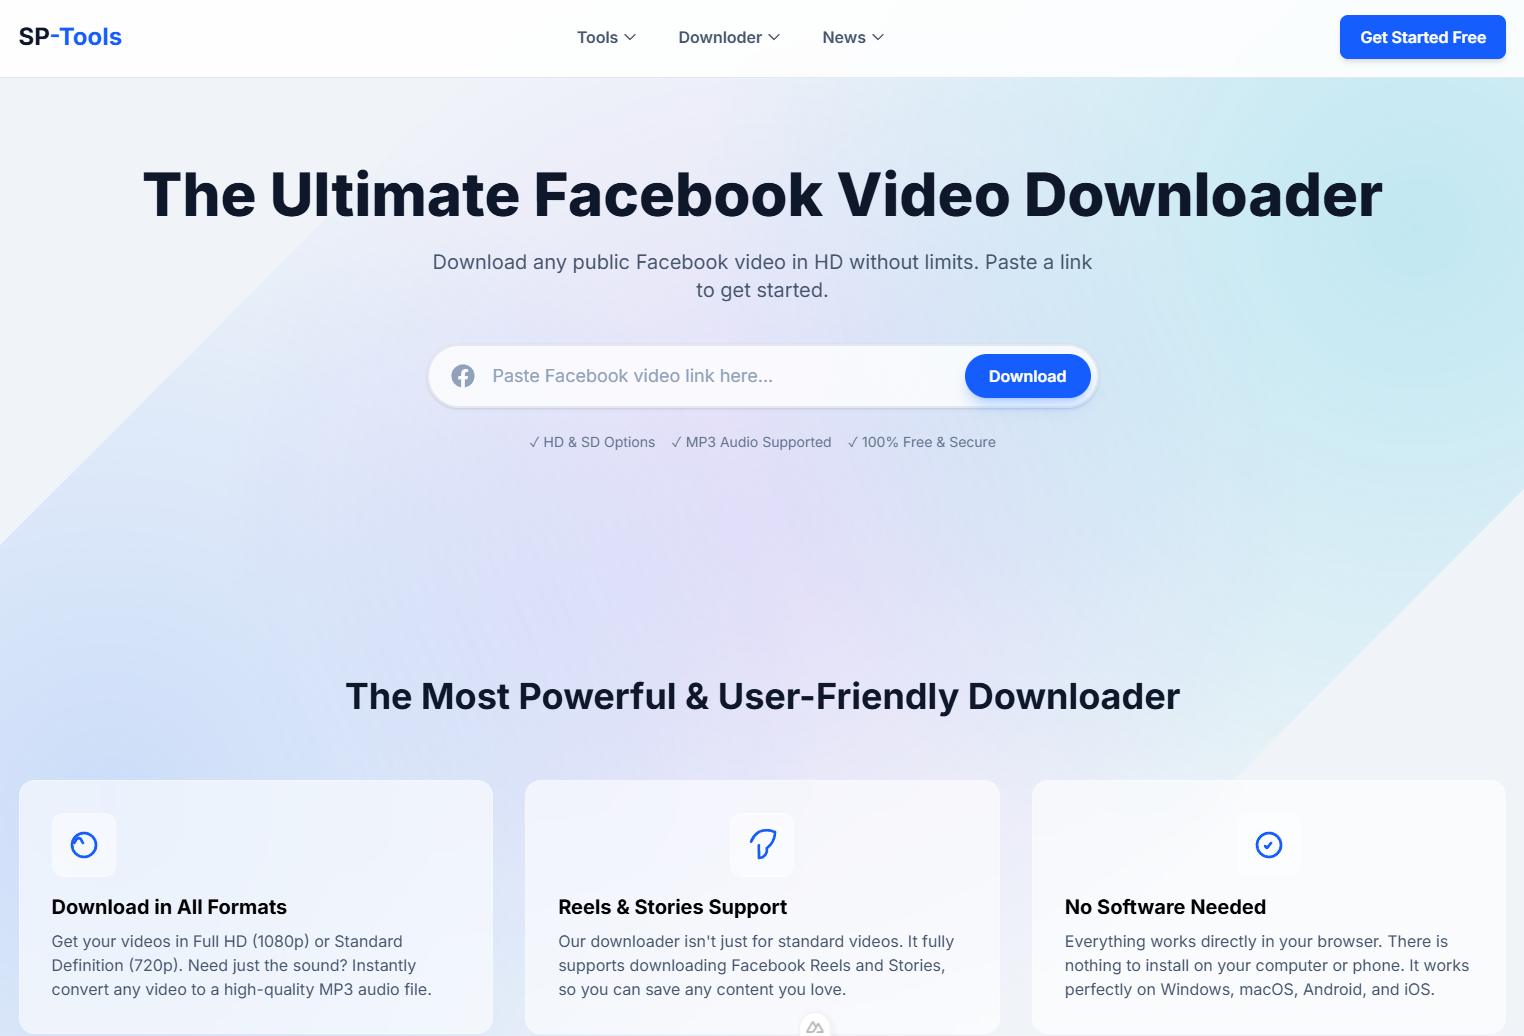 SP-Tools
Tools
Downloder
News
Get Started Free
The Ultimate Facebook Video Downloader
Download any public Facebook video in HD without limits. Paste a link
to get started.
Paste Facebook video link here...
Download
✓ HD & SD Options ✓ MP3 Audio Supported ✓ 100% Free & Secure
The Most Powerful & User-Friendly Downloader
Download in All Formats
Get your videos in Full HD (1080p) or Standard
Definition (720p). Need just the sound? Instantly
convert any video to a high-quality MP3 audio file.
Reels & Stories Support
Our downloader isn't just for standard videos. It fully
supports downloading Facebook Reels and Stories,
so you can save any content you love.
No Software Needed
Everything works directly in your browser. There is
nothing to install on your computer or phone. It works
perfectly on Windows, macOS, Android, and iOS.